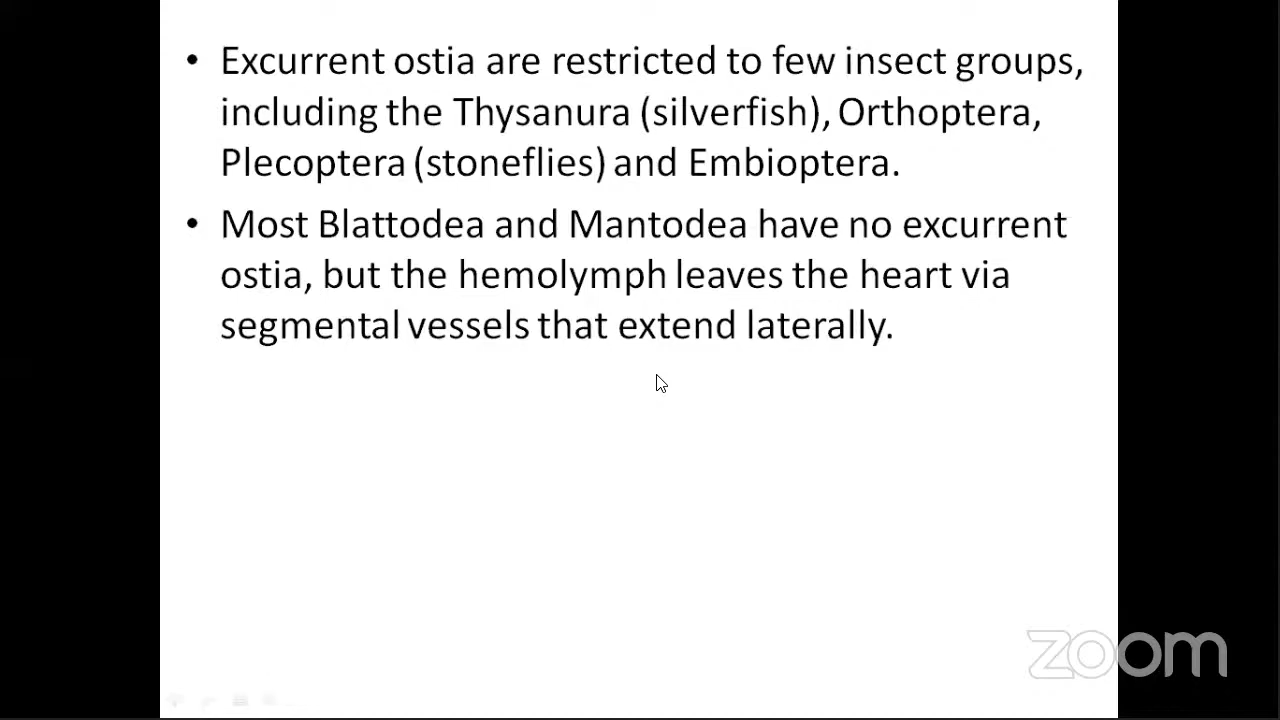 • Excurrent ostia are restricted to few insect groups,
including the Thysanura (silverfish), Orthoptera,
Plecoptera (stoneflies) and Embioptera.
• Most Blattodea and Mantodea have no excurrent
ostia, but the hemolymph leaves the heart via
segmental vessels that extend laterally.
zoom